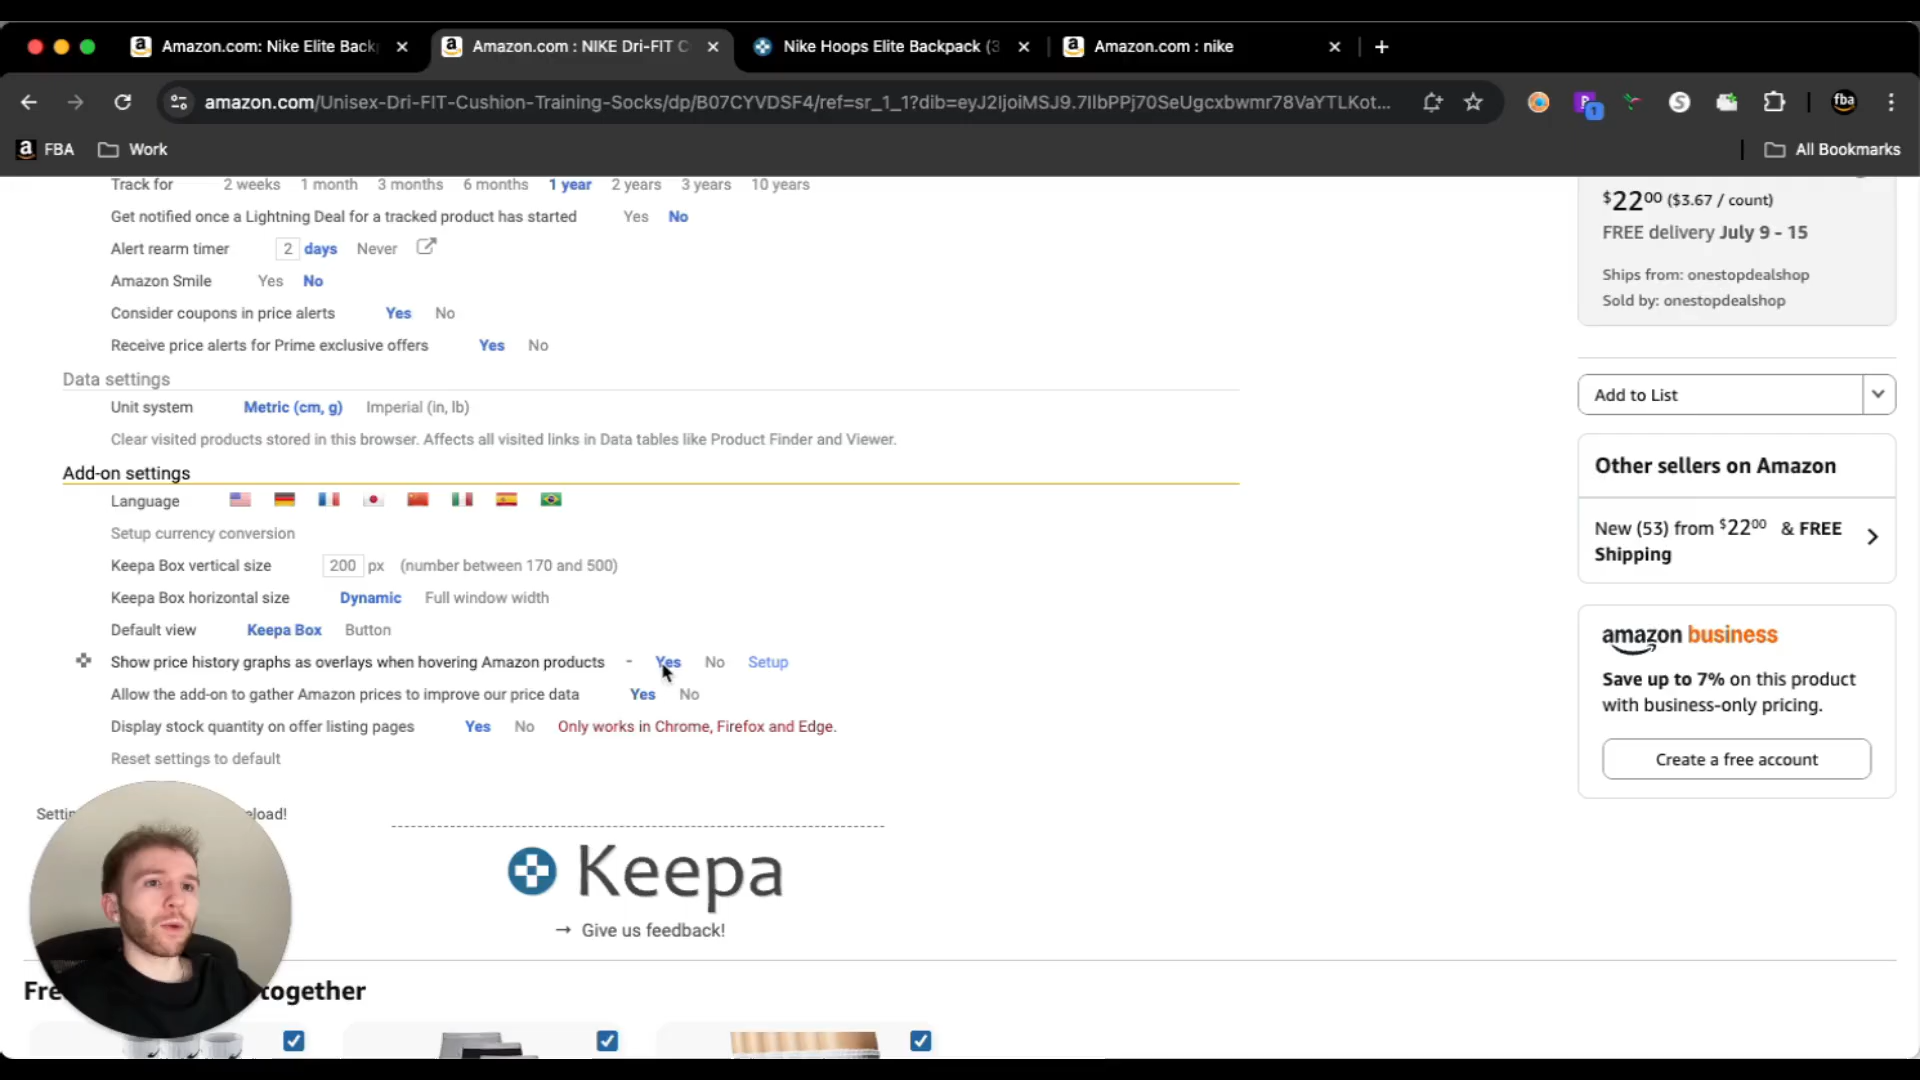 Amazon.com: Nike Elite Back
Amazon.com : NIKE Dri-FIT C
Nike Hoops Elite Backpack (3
Amazon.com : nike
amazon.com/Unisex-Dri-FIT-Cushion-Training-Socks/dp/B07CYVDSF4/ref=sr_1_1?dib=eyJ2IjoiMSJ9.7IlbPPj70SeUgcxbwmr78VaYTLKot...
1
fba
FBA
Work
All Bookmarks
Track for 2 weeks 1 month 3 months 6 months 1 year 2 years 3 years 10 years
Get notified once a Lightning Deal for a tracked product has started Yes No
Alert rearm timer 2 days Never
Amazon Smile Yes No
Consider coupons in price alerts Yes No
Receive price alerts for Prime exclusive offers Yes No
Data settings
Unit system Metric (cm, g) Imperial (in, lb)
Clear visited products stored in this browser. Affects all visited links in Data tables like Product Finder and Viewer.
Add-on settings
Language
Setup currency conversion
Keepa Box vertical size 200 px (number between 170 and 500)
Keepa Box horizontal size Dynamic Full window width
Default view Keepa Box Button
Show price history graphs as overlays when hovering Amazon products - Yes No Setup
Allow the add-on to gather Amazon prices to improve our price data Yes No
Display stock quantity on offer listing pages Yes No Only works in Chrome, Firefox and Edge.
Reset settings to default
Keepa
→ Give us feedback!
together
$22⁰⁰ ($3.67 / count)
FREE delivery July 9 - 15
Ships from: onestopdealshop
Sold by: onestopdealshop
Add to List
Other sellers on Amazon
New (53) from $22⁰⁰ & FREE
Shipping
amazon business
Save up to 7% on this product
with business-only pricing.
Create a free account